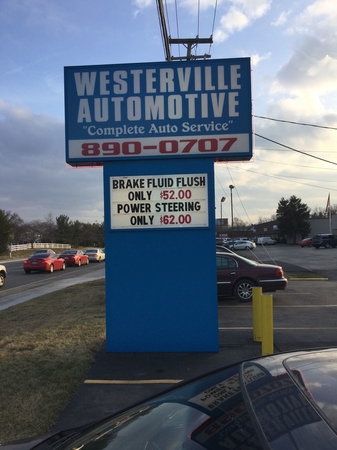 WESTERVILLE
AUTOMOTIVE
"Complete Auto Service"
890-0707
BRAKE FLUID FLUSH
ONLY $52.00
POWER STEERING
ONLY $62.00